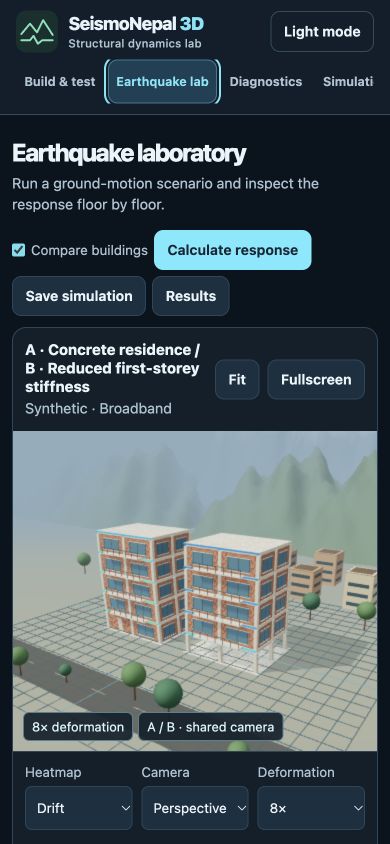 SeismoNepal 3D
Structural dynamics lab
Light mode
Build & test
Earthquake lab
Diagnostics
Simulati
Earthquake laboratory
Run a ground-motion scenario and inspect the
response floor by floor.
Compare buildings
Calculate response
Save simulation
Results
A · Concrete residence /
B · Reduced first-storey
stiffness
Synthetic · Broadband
Fit
Fullscreen
8× deformation
A / B · shared camera
Heatmap
Camera
Deformation
Drift
Perspective
8×